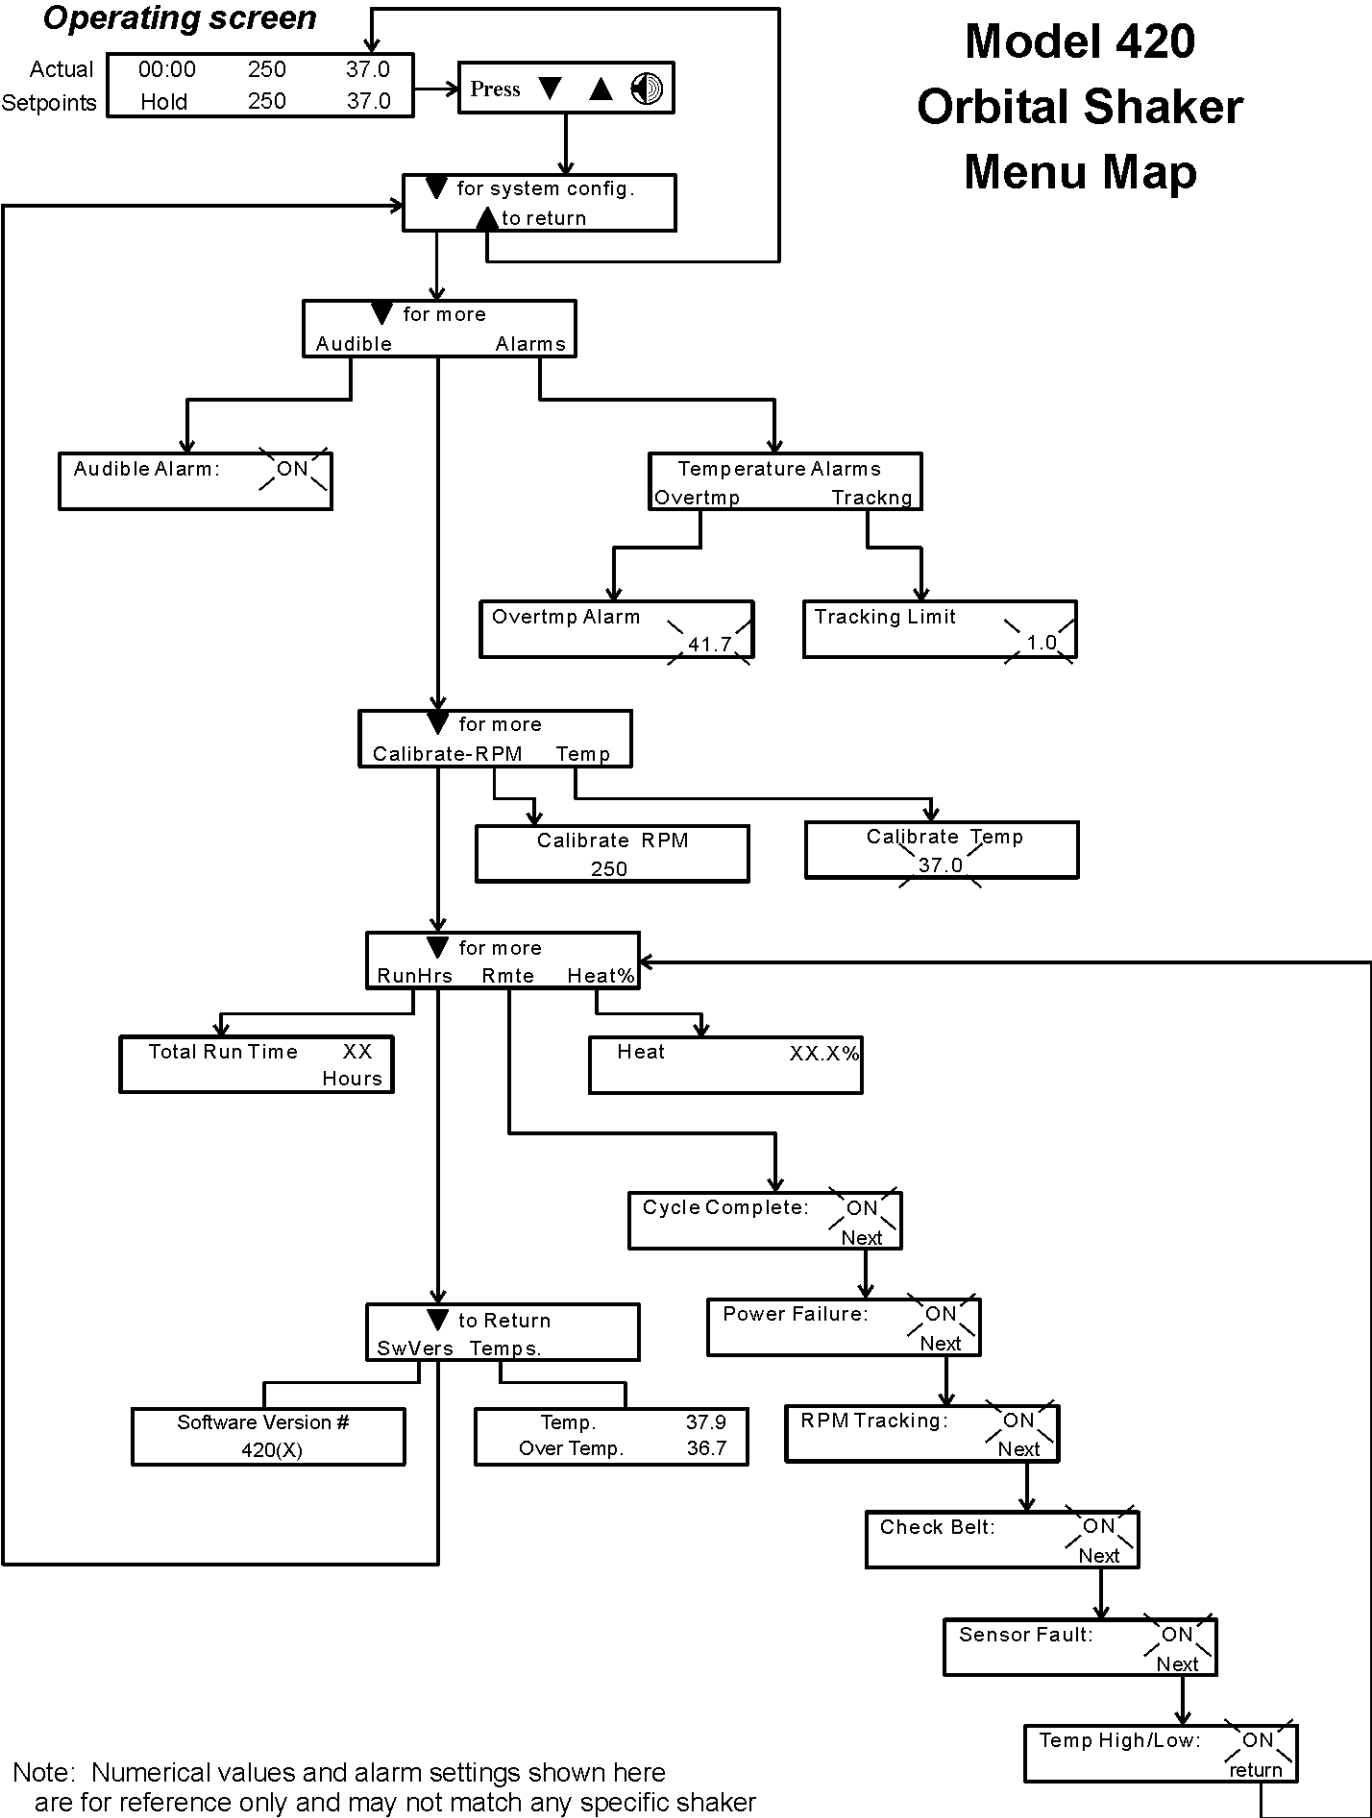 Operating screen
Model 420
Orbital Shaker
Menu Map
Actual 00:00 250 37.0
Setpoints Hold 250 37.0
Press
for system config.
to return
for more
Audible Alarms
Audible Alarm: ON
Temperature Alarms
Overtmp Trackng
Overtmp Alarm
41.7
Tracking Limit
1.0
for more
Calibrate-RPM Temp
Calibrate RPM
250
Calibrate Temp
37.0
for more
RunHrs Rmte Heat%
Total Run Time XX
Hours
Heat XX.X%
Cycle Complete: ON
Next
Power Failure: ON
Next
to Return
SwVers Temps.
Software Version #
420(X)
Temp. 37.9
Over Temp. 36.7
RPM Tracking: ON
Next
Check Belt: ON
Next
Sensor Fault: ON
Next
Temp High/Low: ON
return
Note: Numerical values and alarm settings shown here
are for reference only and may not match any specific shaker